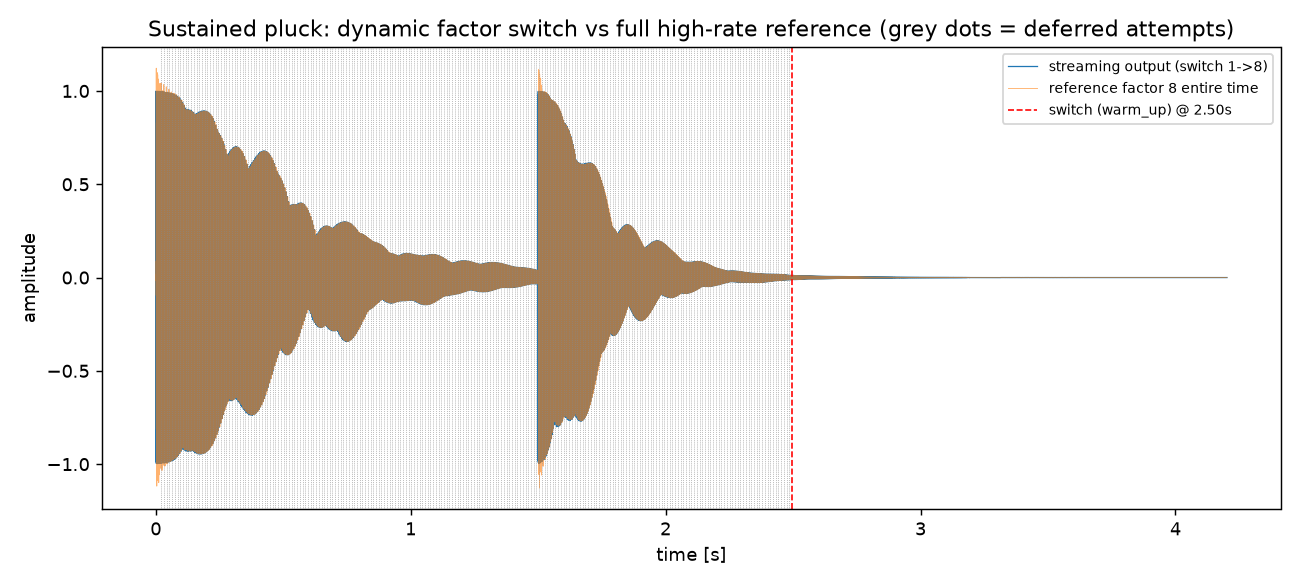 Sustained pluck: dynamic factor switch vs full high-rate reference (grey dots = deferred attempts)
streaming output (switch 1->8)
reference factor 8 entire time
switch (warm_up) @ 2.50s
amplitude
1.0
0.5
0.0
−0.5
−1.0
0
1
2
3
4
time [s]